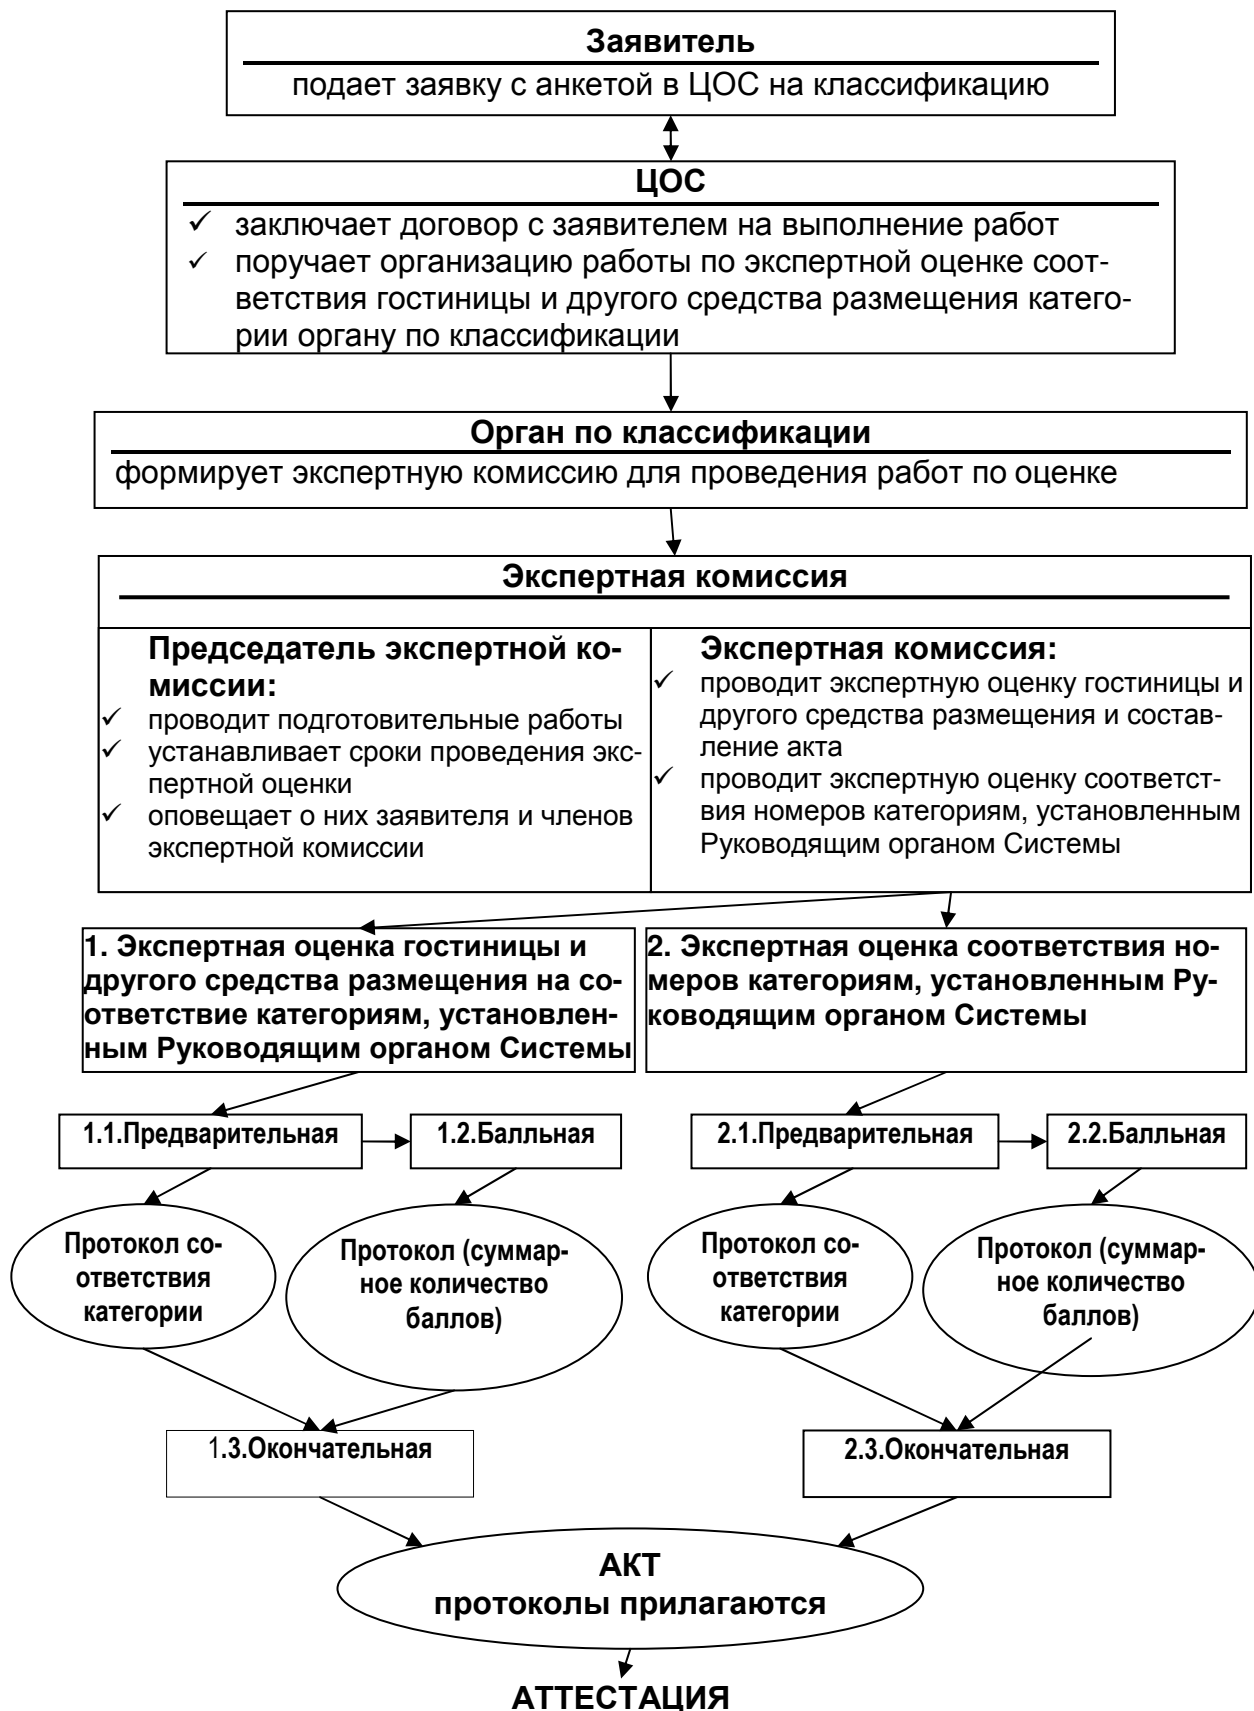 Заявитель
подает заявку с анкетой в ЦОС на классификацию
ЦОС
✓ заключает договор с заявителем на выполнение работ
✓ поручает организацию работы по экспертной оценке соот-
ветствия гостиницы и другого средства размещения катего-
рии органу по классификации
Орган по классификации
формирует экспертную комиссию для проведения работ по оценке
Экспертная комиссия
Председатель экспертной ко-
миссии:
✓ проводит подготовительные работы
✓ устанавливает сроки проведения экс-
пертной оценки
✓ оповещает о них заявителя и членов
экспертной комиссии
Экспертная комиссия:
✓ проводит экспертную оценку гостиницы и
другого средства размещения и состав-
ление акта
✓ проводит экспертную оценку соответст-
вия номеров категориям, установленным
Руководящим органом Системы
1. Экспертная оценка гостиницы и
другого средства размещения на со-
ответствие категориям, установлен-
ным Руководящим органом Системы
2. Экспертная оценка соответствия но-
меров категориям, установленным Ру-
ководящим органом Системы
1.1.Предварительная
1.2.Балльная
2.1.Предварительная
2.2.Балльная
Протокол со-
ответствия
категории
Протокол (суммар-
ное количество
баллов)
Протокол со-
ответствия
категории
Протокол (суммар-
ное количество
баллов)
1.3.Окончательная
2.3.Окончательная
АКТ
протоколы прилагаются
АТТЕСТАЦИЯ